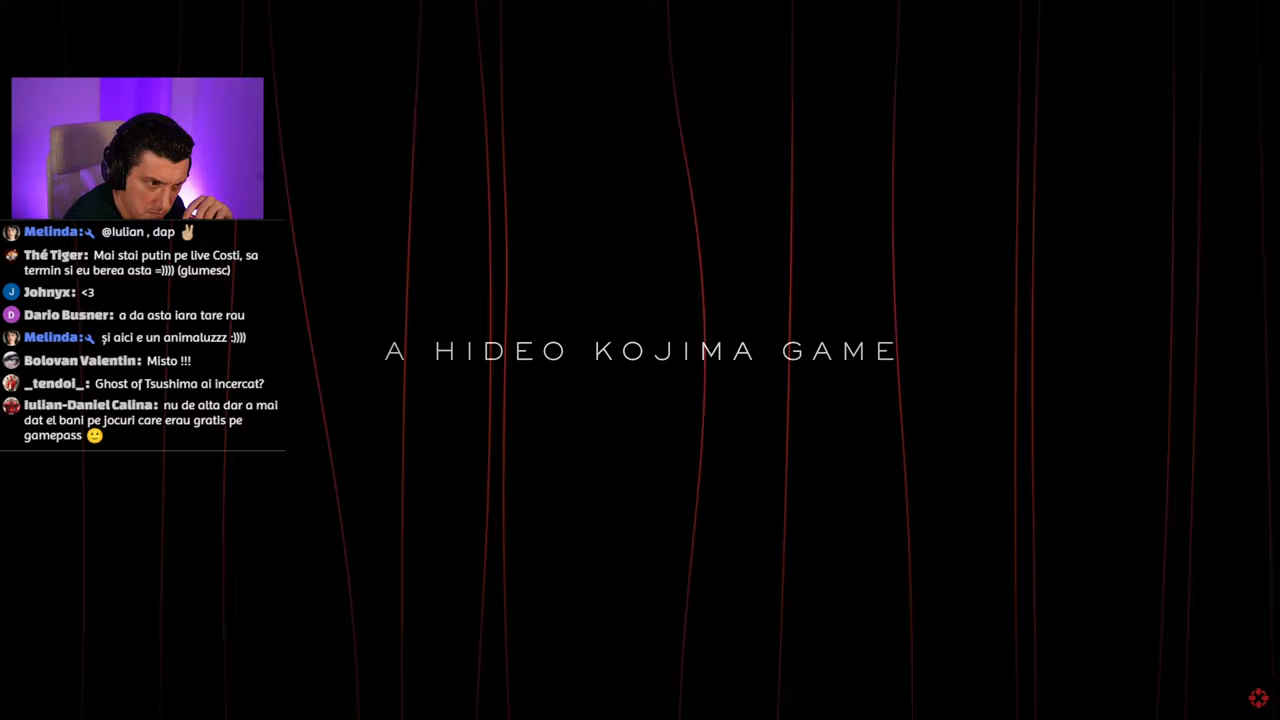 Melinda: @Iulian , dap ✌🏼
Thé Tiger: Mai stai putin pe live Costi, sa
termin si eu berea asta =)))) (glumesc)
J Johnyx: <3
D Dario Busner: a da asta iara tare rau
Melinda: și aici e un animaluzzz :))))
Bolovan Valentin: Misto !!!
_tendoi_: Ghost of Tsushima ai incercat?
Iulian-Daniel Calina: nu de alta dar a mai
dat el bani pe jocuri care erau gratis pe
gamepass 🙂
A HIDEO KOJIMA GAME